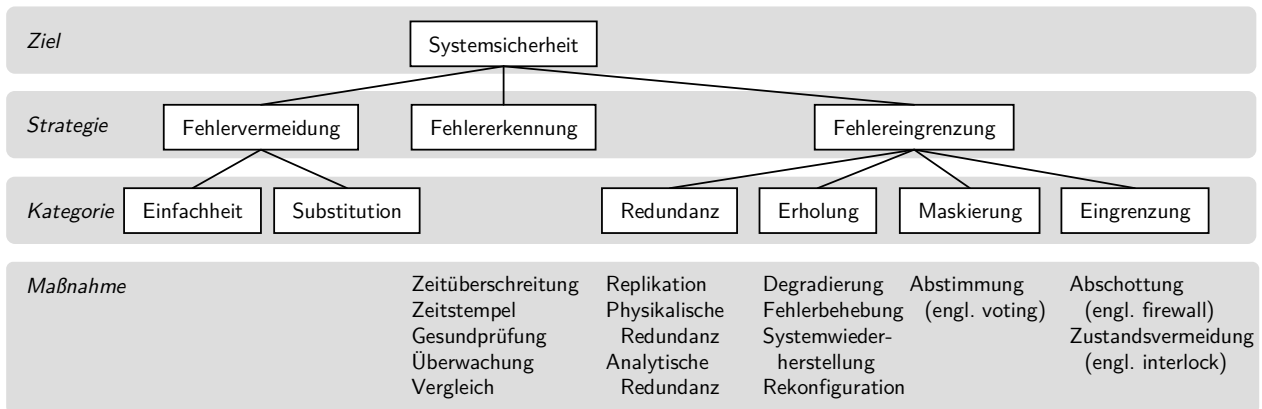 Ziel
Systemsicherheit
Strategie
Fehlervermeidung
Fehlererkennung
Fehlereingrenzung
Kategorie
Einfachheit
Substitution
Redundanz
Erholung
Maskierung
Eingrenzung
Maßnahme
Zeitüberschreitung
Zeitstempel
Gesundprüfung
Überwachung
Vergleich
Replikation
Physikalische
Redundanz
Analytische
Redundanz
Degradierung
Fehlerbehebung
Systemwieder-
herstellung
Rekonfiguration
Abstimmung
(engl. voting)
Abschottung
(engl. firewall)
Zustandsvermeidung
(engl. interlock)